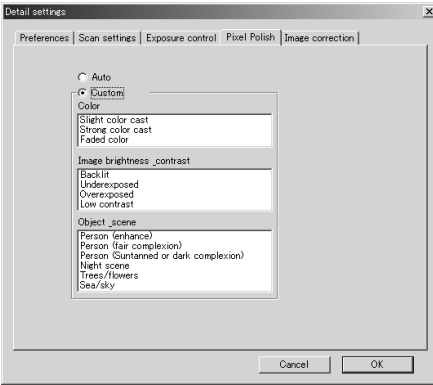 Detail settings
Preferences Scan settings Exposure control Pixel Polish Image correction
Auto
Custom
Color
Slight color cast
Strong color cast
Faded color
Image brightness _contrast
Backlit
Underexposed
Overexposed
Low contrast
Object _scene
Person (enhance)
Person (fair complexion)
Person (Suntanned or dark complexion)
Night scene
Trees/flowers
Sea/sky
Cancel OK